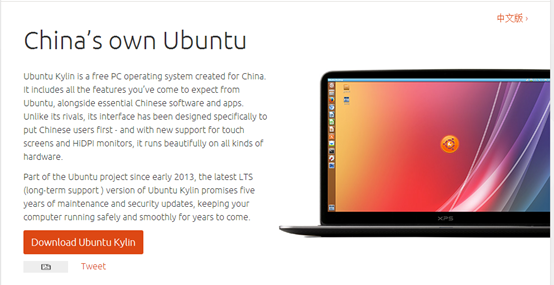 中文版 ›
China's own Ubuntu
Ubuntu Kylin is a free PC operating system created for China.
It includes all the features you've come to expect from
Ubuntu, alongside essential Chinese software and apps.
Unlike its rivals, its interface has been designed specifically to
put Chinese users first - and with new support for touch
screens and HiDPI monitors, it runs beautifully on all kinds of
hardware.
Part of the Ubuntu project since early 2013, the latest LTS
(long-term support ) version of Ubuntu Kylin promises five
years of maintenance and security updates, keeping your
computer running safely and smoothly for years to come.
Download Ubuntu Kylin
Tweet
XPS